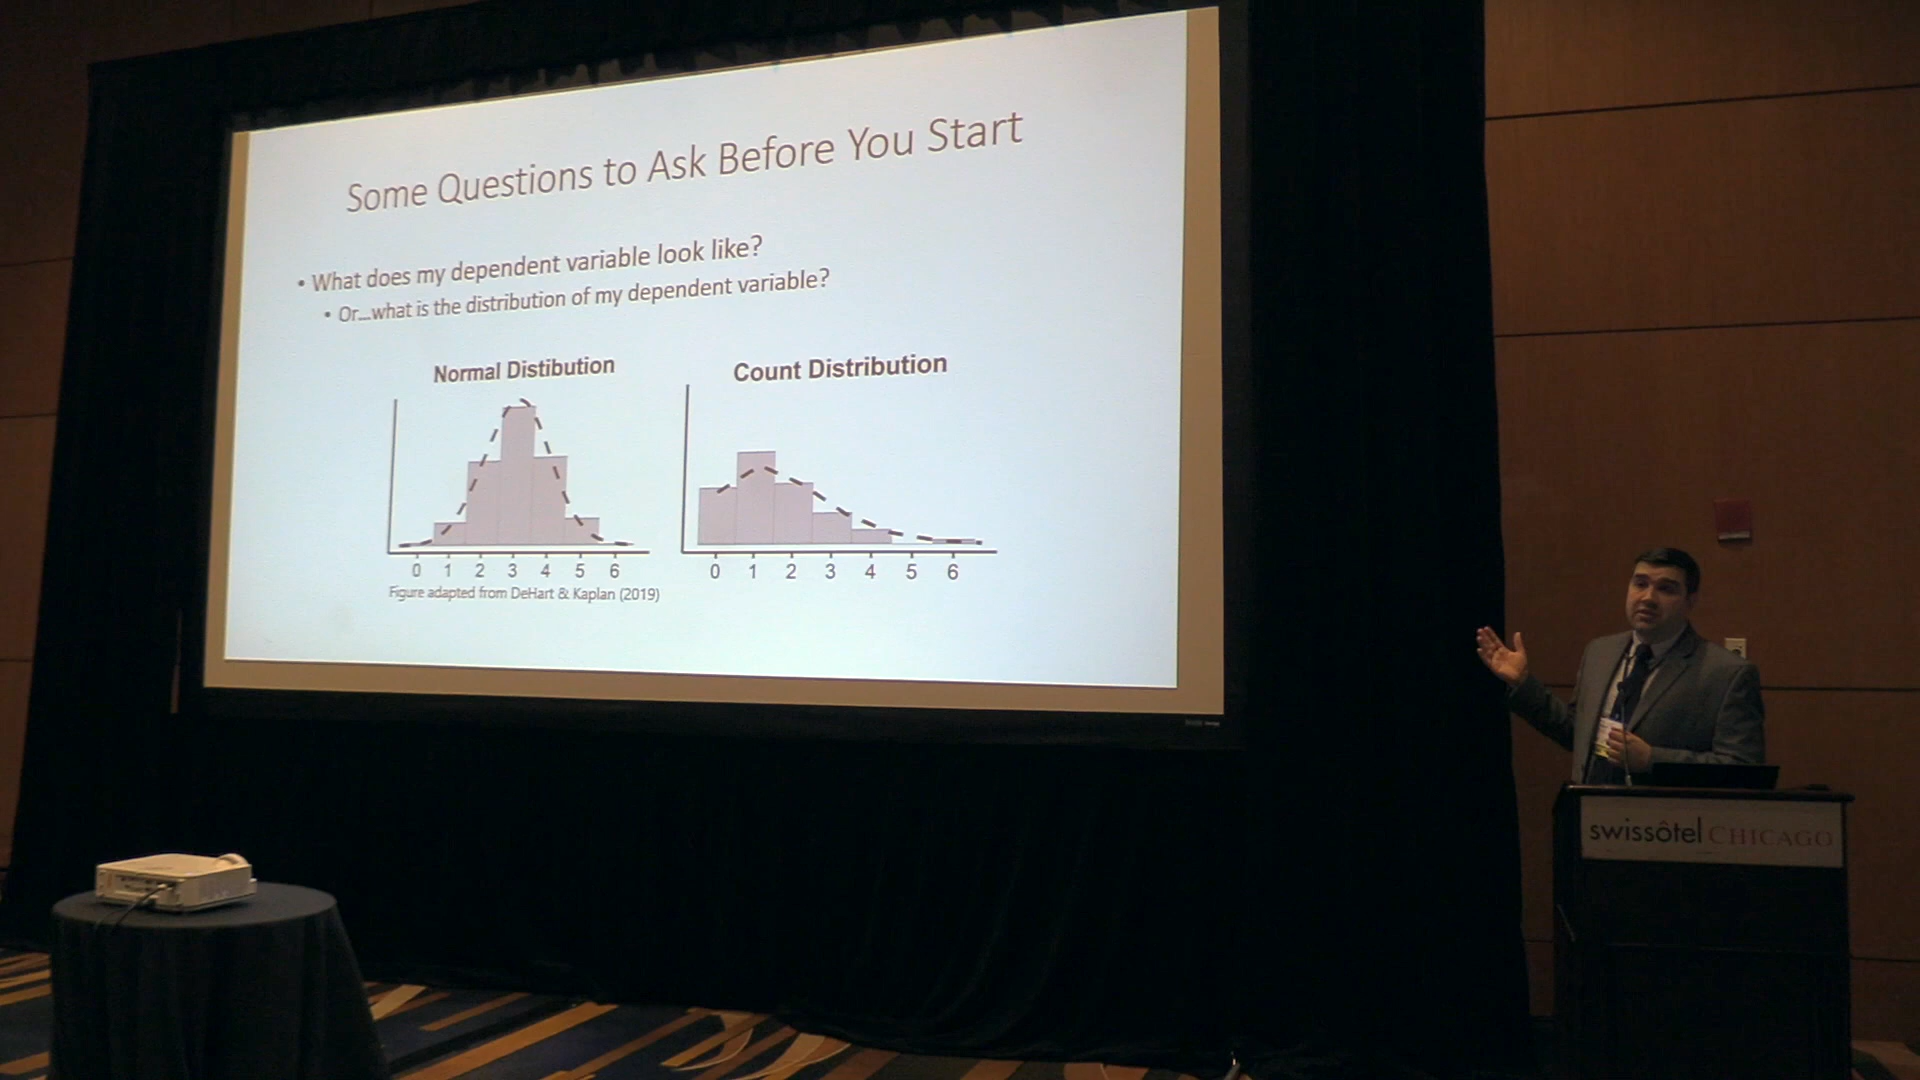 Some Questions to Ask Before You Start
• What does my dependent variable look like?
• Or...what is the distribution of my dependent variable?
Normal Distibution
Count Distribution
0 1 2 3 4 5 6
0 1 2 3 4 5 6
Figure adapted from DeHart & Kaplan (2019)
swissôtel CHICAGO